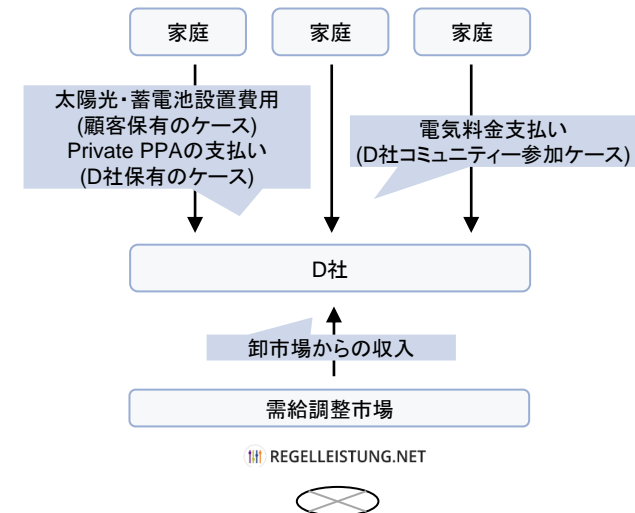 家庭
家庭
家庭
太陽光・蓄電池設置費用
(顧客保有のケース)
Private PPAの支払い
(D社保有のケース)
電気料金支払い
(D社コミュニティー参加ケース)
D社
卸市場からの収入
需給調整市場
REGELLEISTUNG.NET